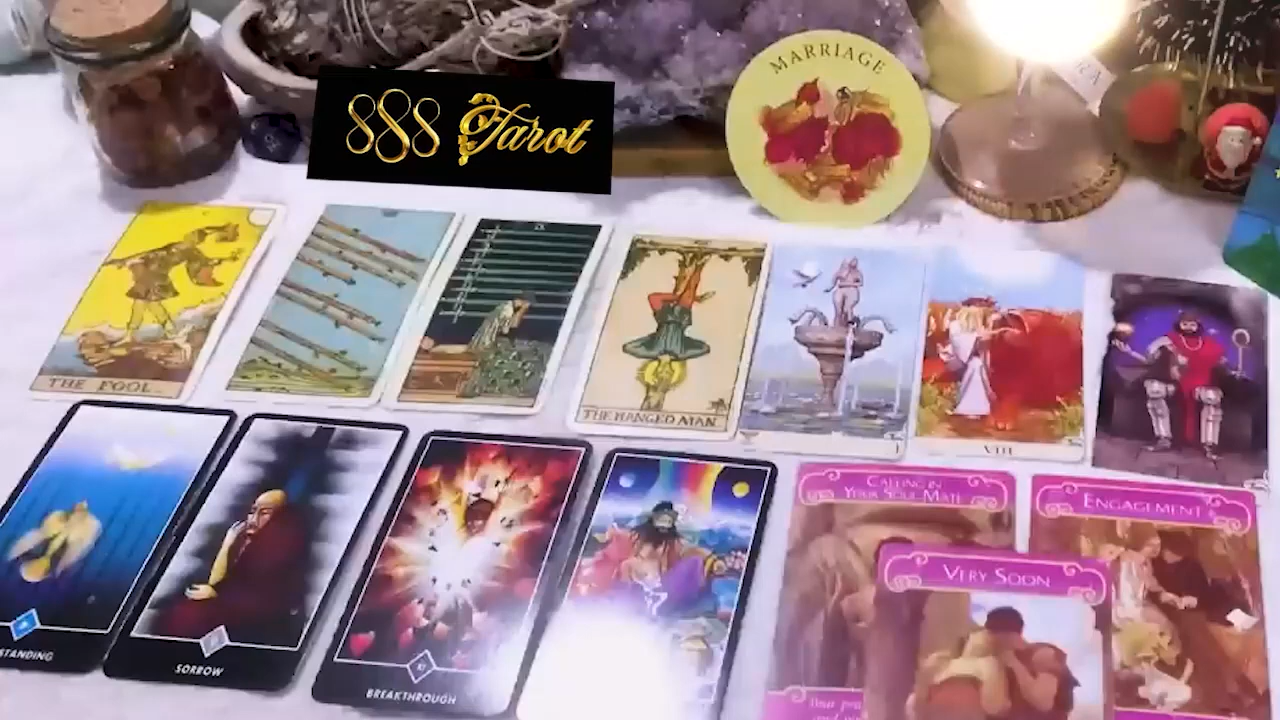 MARRIAGE
888 Tarot
THE FOOL.
IX
THE HANGED MAN.
VIII
CALLING IN
YOUR SOUL MATE
ENGAGEMENT
VERY SOON
STANDING
SORROW
BREAKTHROUGH